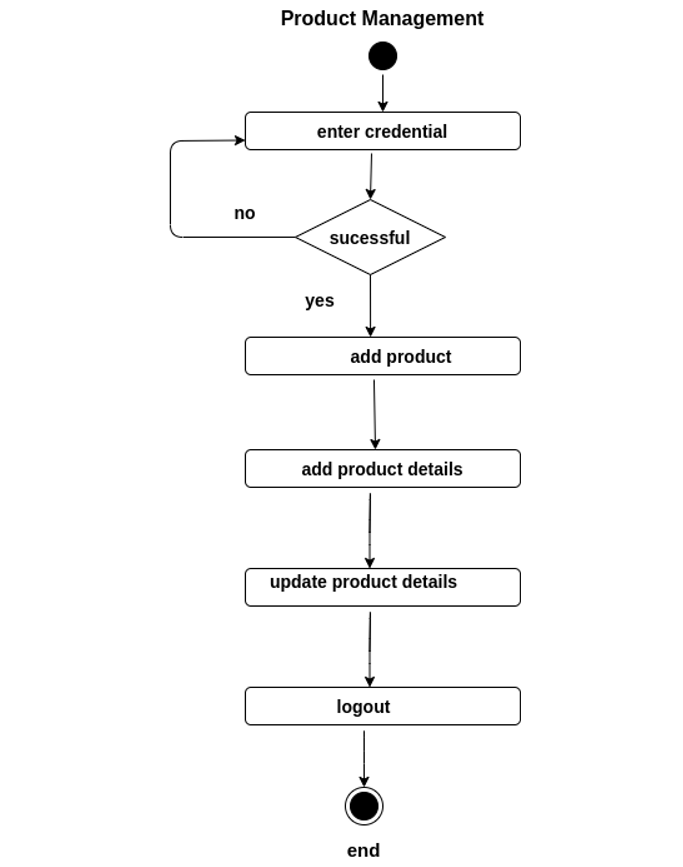 Product Management
enter credential
no
sucessful
yes
add product
add product details
update product details
logout
end